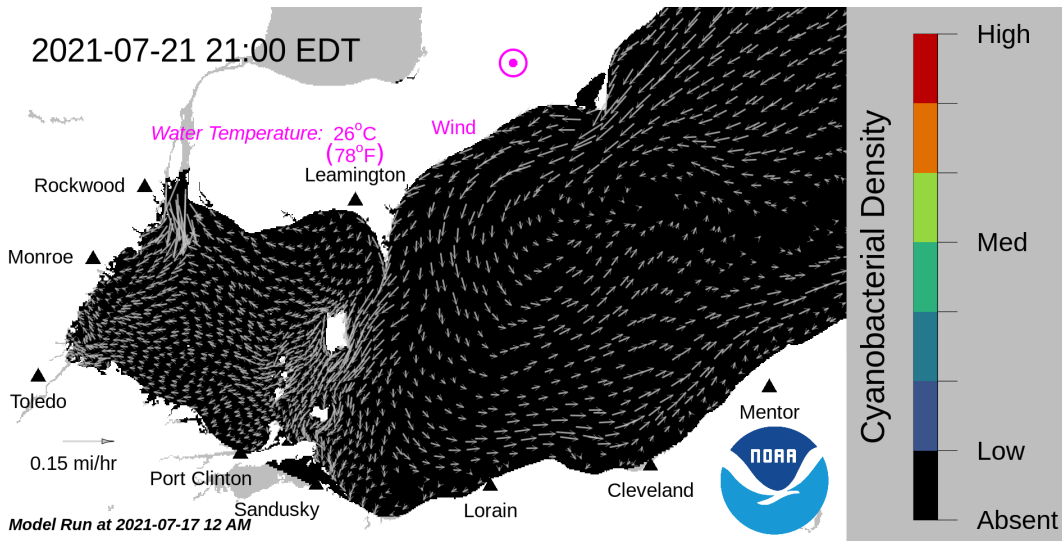 2021-07-21 21:00 EDT
Wind
Water Temperature: 26°C
(78°F)
Leamington
Rockwood
Monroe
Toledo
0.15 mi/hr
Port Clinton
Sandusky
Lorain
Cleveland
Mentor
NOAA
Model Run at 2021-07-17 12 AM
Cyanobacterial Density
High
Med
Low
Absent